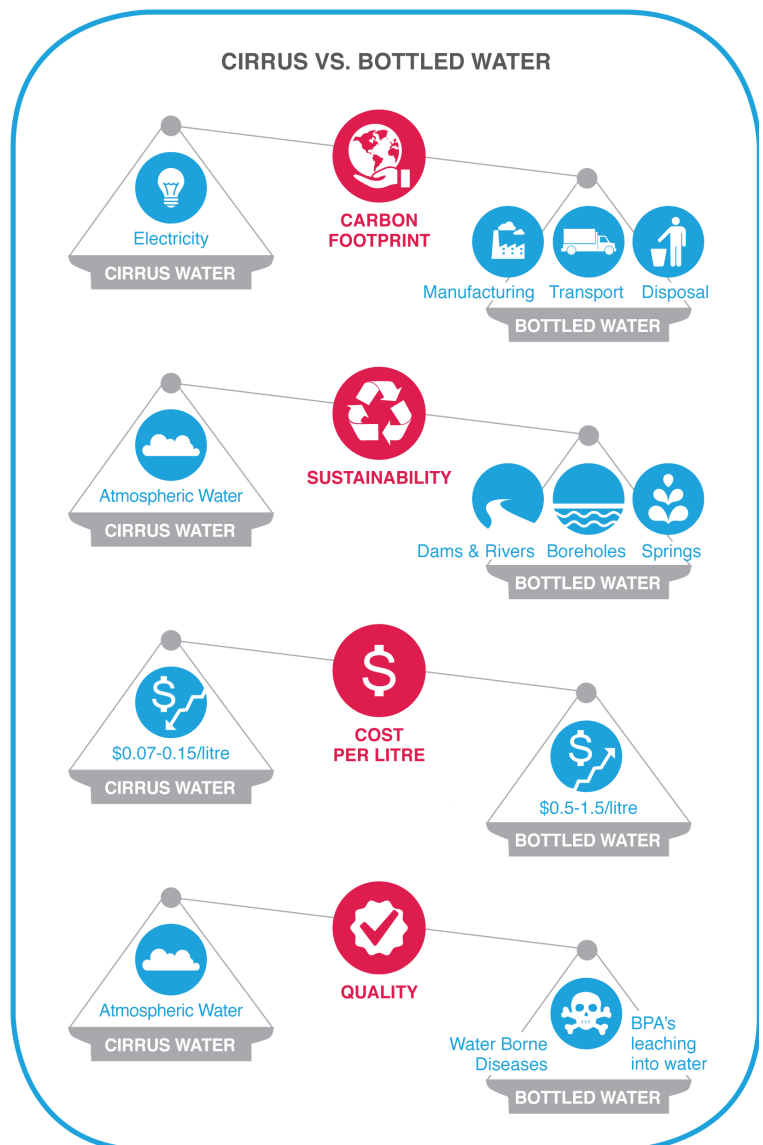 CIRRUS VS. BOTTLED WATER
CARBON
FOOTPRINT
Electricity
CIRRUS WATER
Manufacturing
Transport
Disposal
BOTTLED WATER
SUSTAINABILITY
Atmospheric Water
CIRRUS WATER
Dams & Rivers
Boreholes
Springs
BOTTLED WATER
$
COST
PER LITRE
$
$0.07-0.15/litre
CIRRUS WATER
$
$0.5-1.5/litre
BOTTLED WATER
QUALITY
Atmospheric Water
CIRRUS WATER
Water Borne
Diseases
BPA's
leaching
into water
BOTTLED WATER